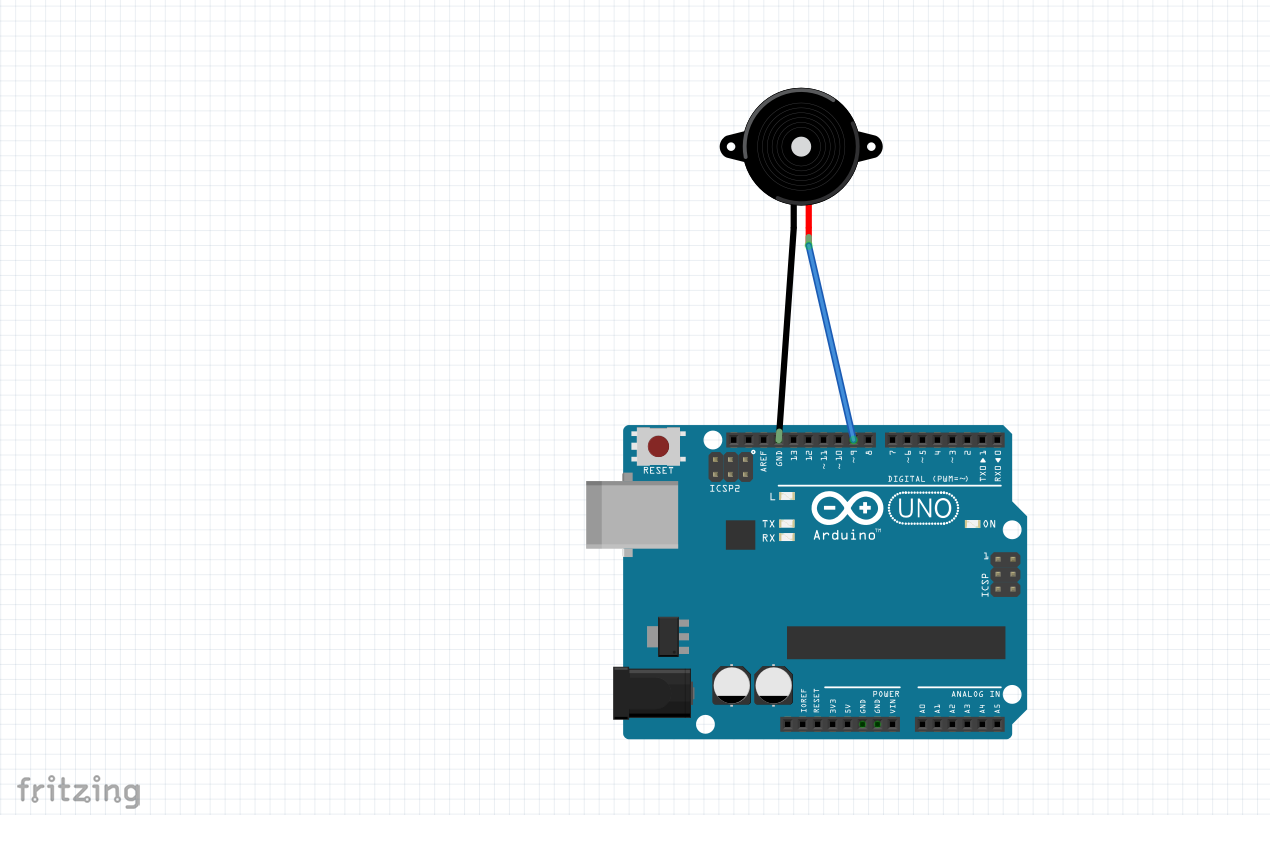 RESET
ICSP2
AREF
GND
13
12
~11
~10
~9
8
7
~6
~5
4
~3
2
TX0▶1
RX0◀0
DIGITAL (PWM=~)
L
TX
RX
Arduino™
UNO
ON
1
ICSP
IOREF
RESET
3V3
5V
GND
GND
VIN
POWER
A0
A1
A2
A3
A4
A5
ANALOG IN
fritzing